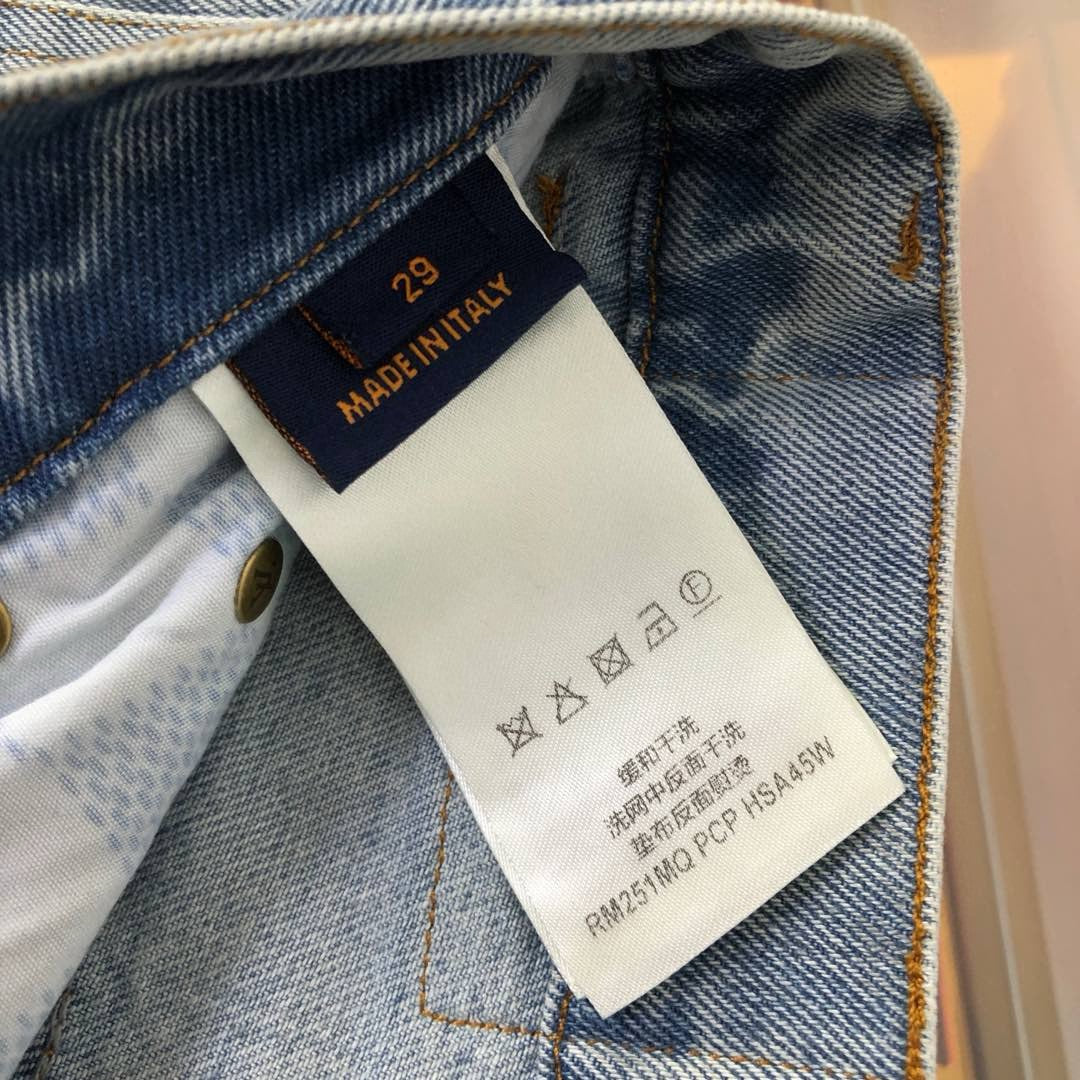 29
MADE IN ITALY
F
缓和干洗
洗网中反面干洗
垫布反面熨烫
RM251MQ PCP HSA45W